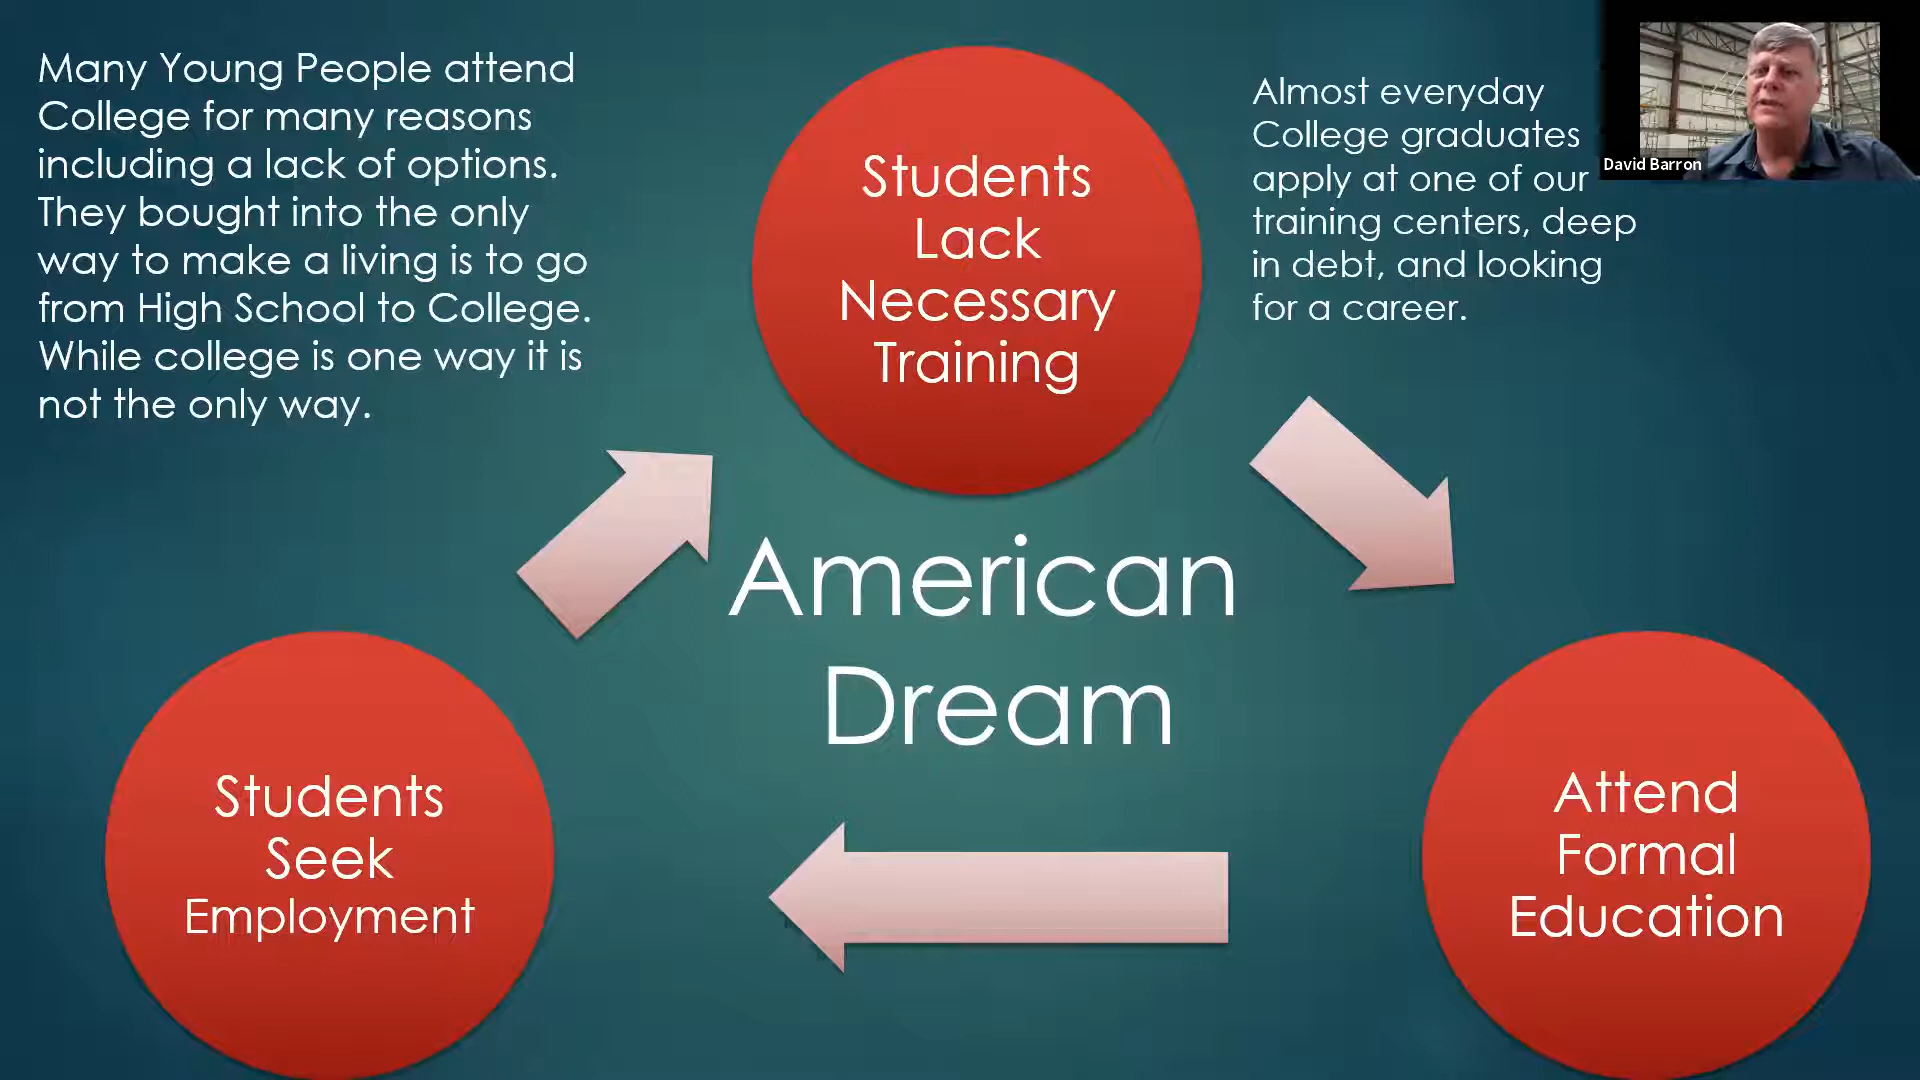 Many Young People attend
College for many reasons
including a lack of options.
They bought into the only
way to make a living is to go
from High School to College.
While college is one way it is
not the only way.
Students
Lack
Necessary
Training
Almost everyday
College graduates
apply at one of our
training centers, deep
in debt, and looking
for a career.
David Barron
American
Dream
Students
Seek
Employment
Attend
Formal
Education